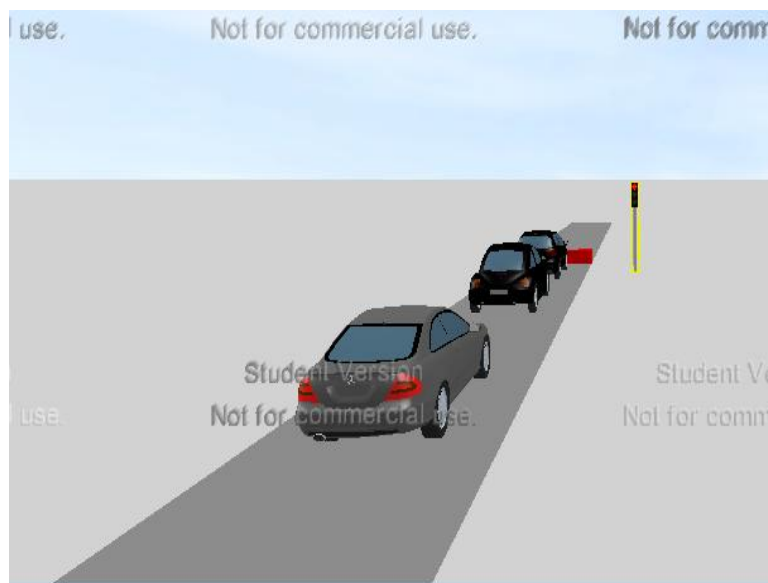 use.
Not for commercial use.
Not for comm
Student Version
Student Ve
Not for commercial use.
use.
Not for comm